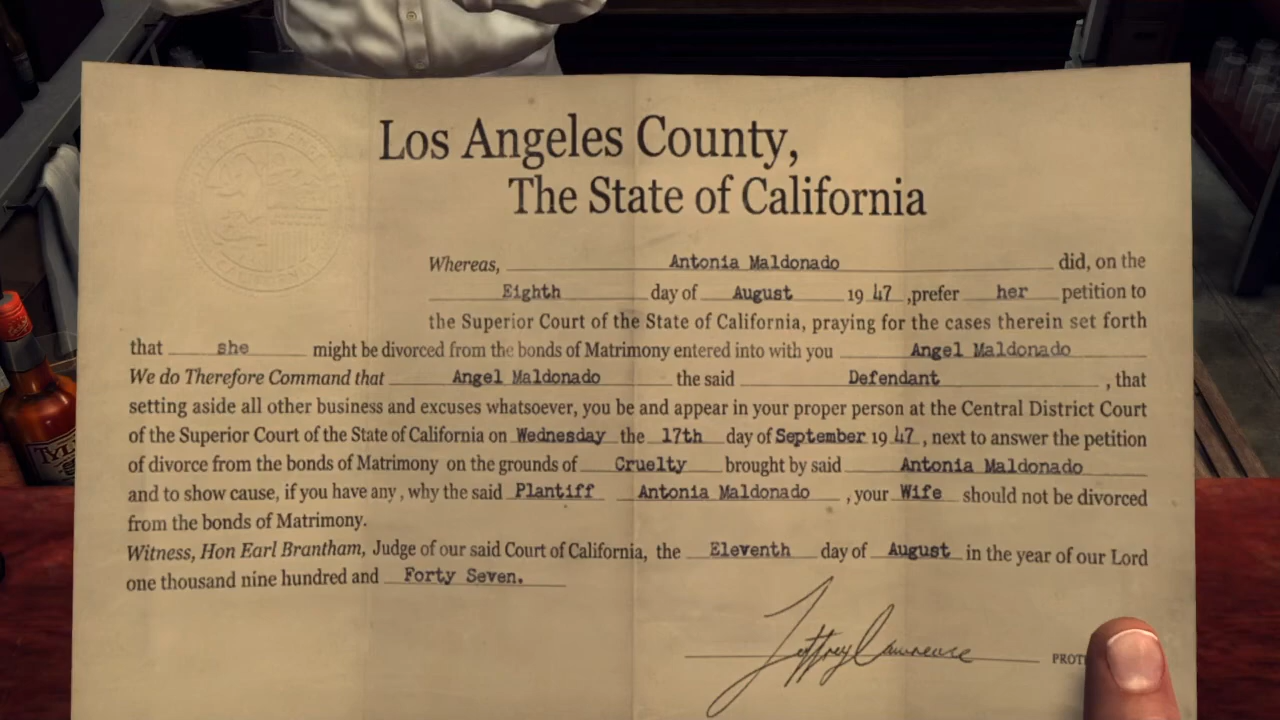 Los Angeles County,
The State of California
Whereas, Antonia Maldonado did, on the
Eighth day of August 19 47 ,prefer her petition to
the Superior Court of the State of California, praying for the cases therein set forth
that she might be divorced from the bonds of Matrimony entered into with you Angel Maldonado
We do Therefore Command that Angel Maldonado the said Defendant , that
setting aside all other business and excuses whatsoever, you be and appear in your proper person at the Central District Court
of the Superior Court of the State of California on Wednesday the 17th day of September 19 47 , next to answer the petition
of divorce from the bonds of Matrimony on the grounds of Cruelty brought by said Antonia Maldonado
and to show cause, if you have any , why the said Plantiff Antonia Maldonado , your Wife should not be divorced
from the bonds of Matrimony.
Witness, Hon Earl Brantham, Judge of our said Court of California, the Eleventh day of August in the year of our Lord
one thousand nine hundred and Forty Seven.
Jeffrey Lawrence